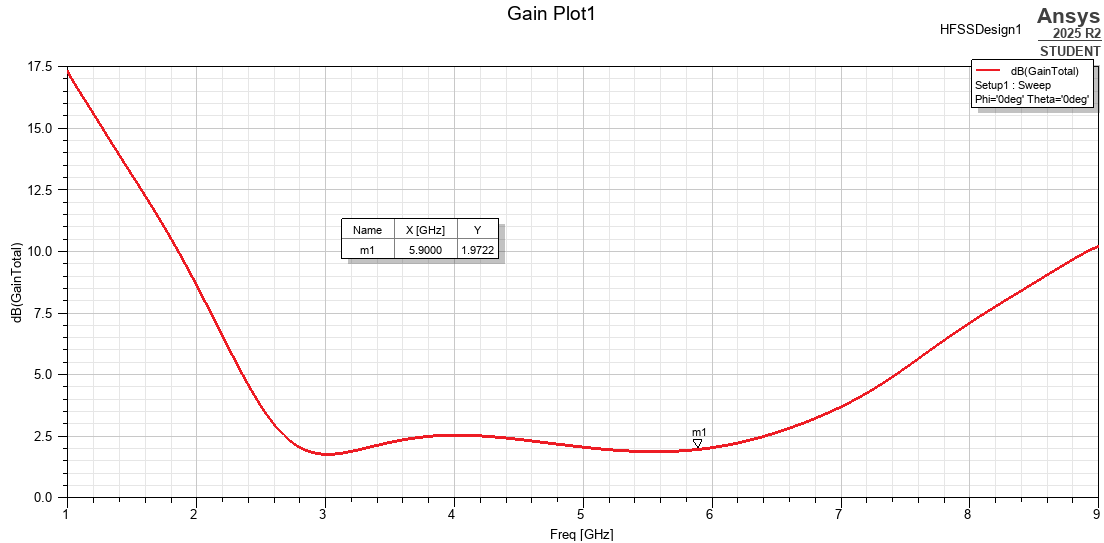 Gain Plot1
HFSSDesign1
Ansys
2025 R2
STUDENT
dB(GainTotal)
Setup1 : Sweep
Phi='0deg' Theta='0deg'
17.5
15.0
12.5
10.0
7.5
5.0
2.5
0.0
dB(GainTotal)
Name X [GHz] Y
m1 5.9000 1.9722
m1
1 2 3 4 5 6 7 8 9
Freq [GHz]